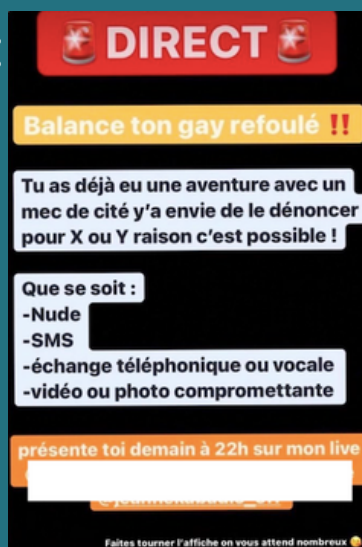 🚨 DIRECT 🚨
Balance ton gay refoulé ‼️
Tu as déjà eu une aventure avec un
mec de cité y'a envie de le dénoncer
pour X ou Y raison c'est possible !
Que se soit :
-Nude
-SMS
-échange téléphonique ou vocale
-vidéo ou photo compromettante
présente toi demain à 22h sur mon live
Faites tourner l'affiche on vous attend nombreux